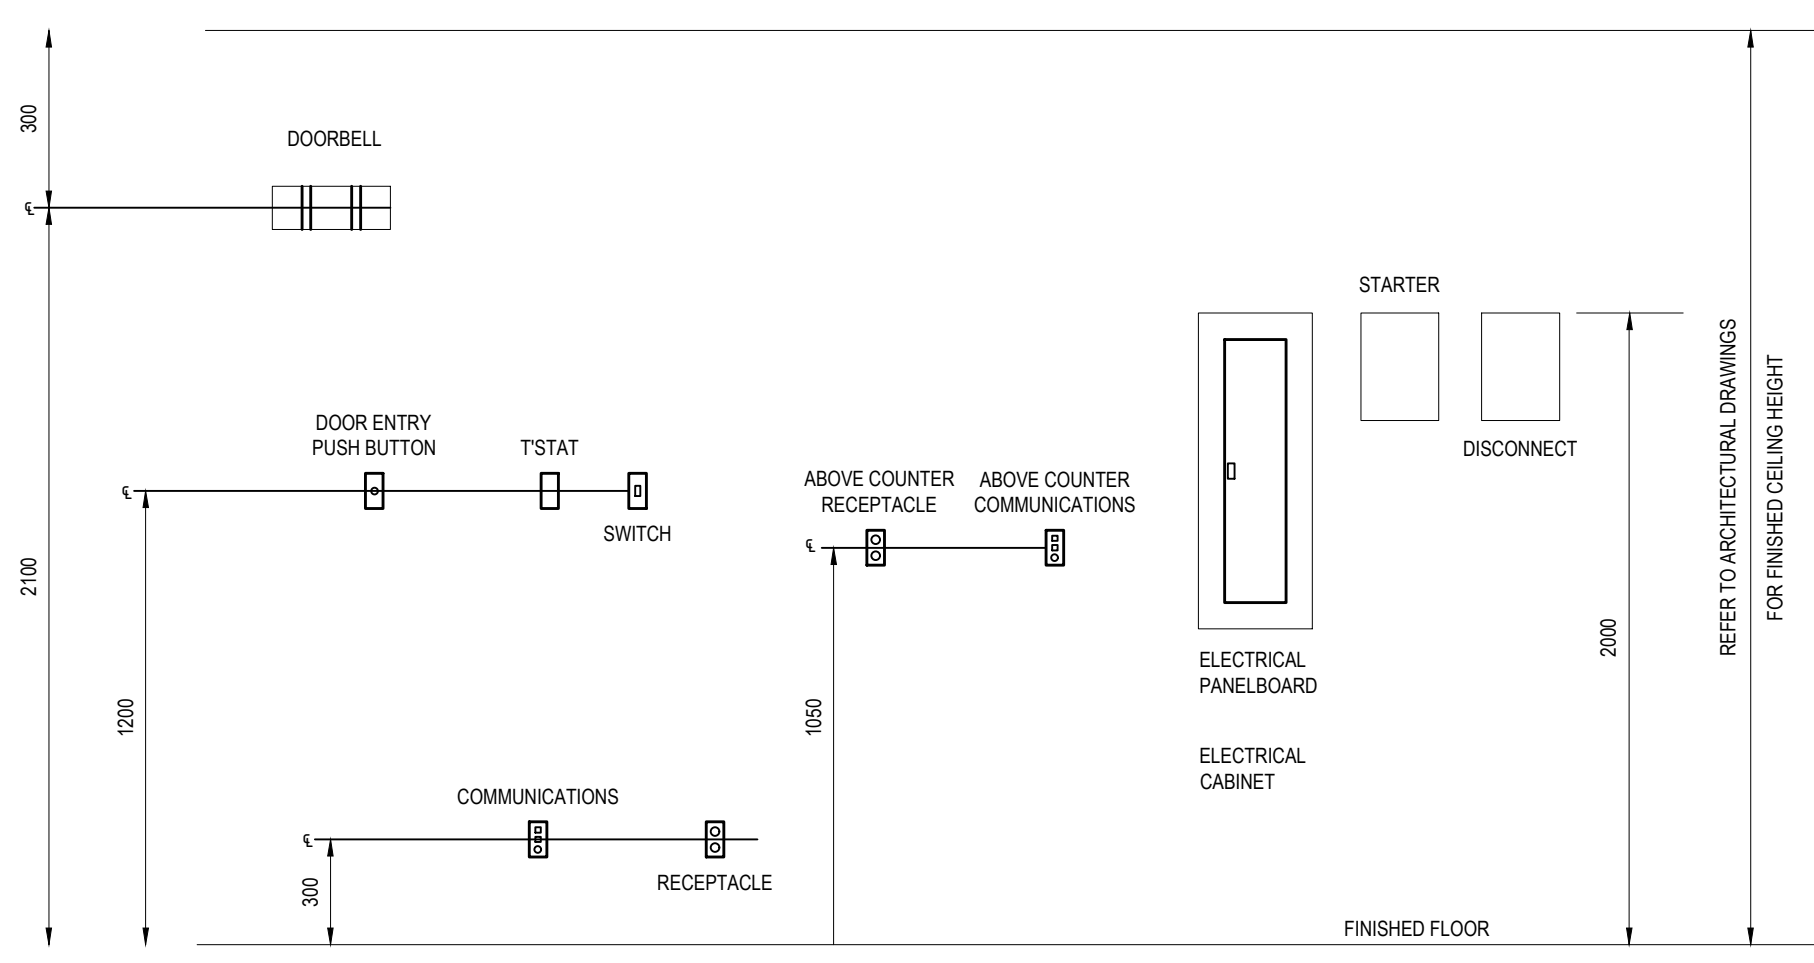 300
DOORBELL
℄
STARTER
REFER TO ARCHITECTURAL DRAWINGS
FOR FINISHED CEILING HEIGHT
DOOR ENTRY
PUSH BUTTON
T'STAT
DISCONNECT
℄
SWITCH
ABOVE COUNTER
RECEPTACLE
ABOVE COUNTER
COMMUNICATIONS
℄
2100
2000
ELECTRICAL
PANELBOARD
1200
1050
ELECTRICAL
CABINET
COMMUNICATIONS
℄
300
RECEPTACLE
FINISHED FLOOR